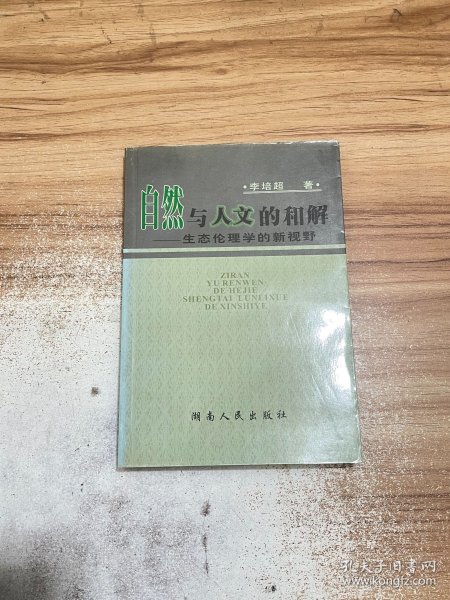 ·李培超 著·
自然与人文的和解
——生态伦理学的新视野
ZIRAN
YU RENWEN
DE HEJIE
SHENGTAI LUNLIXUE
DE XINSHIYE
湖南人民出版社
孔夫子旧书网
www.kongfz.com